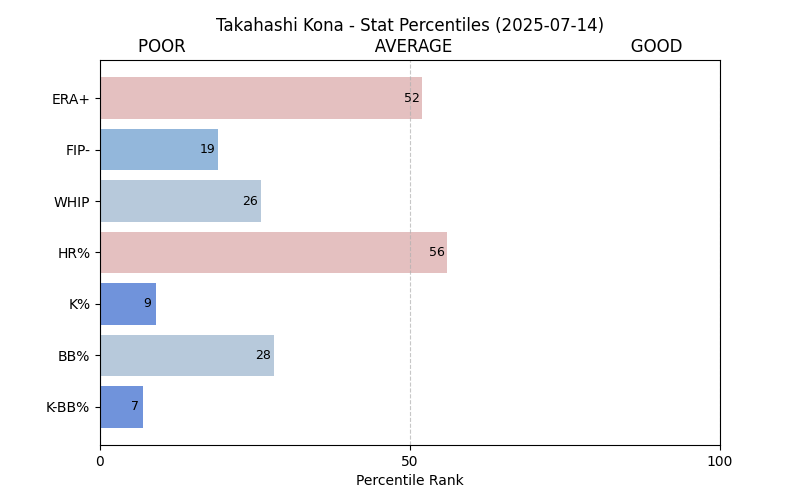 Takahashi Kona - Stat Percentiles (2025-07-14)
POOR AVERAGE GOOD
ERA+ 52
FIP- 19
WHIP 26
HR% 56
K% 9
BB% 28
K-BB% 7
0 50 100
Percentile Rank